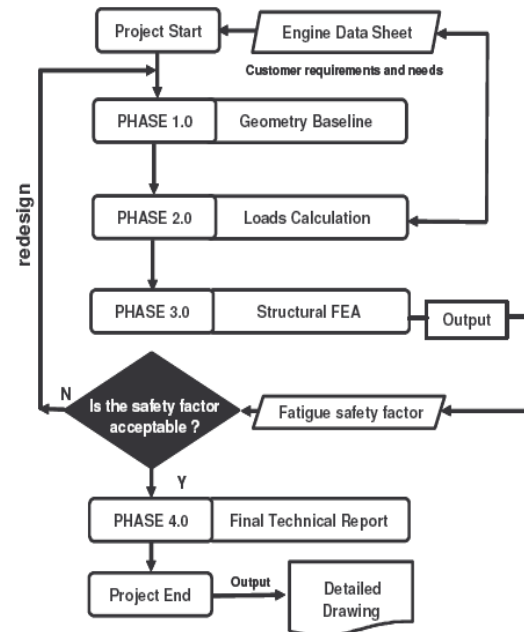 Project Start
Engine Data Sheet
Customer requirements and needs
PHASE 1.0
Geometry Baseline
redesign
PHASE 2.0
Loads Calculation
PHASE 3.0
Structural FEA
Output
N
Is the safety factor
acceptable ?
Fatigue safety factor
Y
PHASE 4.0
Final Technical Report
Project End
Output
Detailed
Drawing